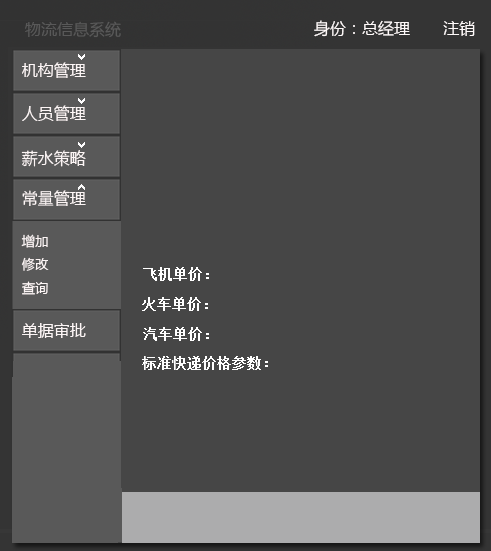 物流信息系统
身份：总经理 注销
机构管理
人员管理
薪水策略
常量管理
增加
修改
查询
单据审批
飞机单价：
火车单价：
汽车单价：
标准快递价格参数：